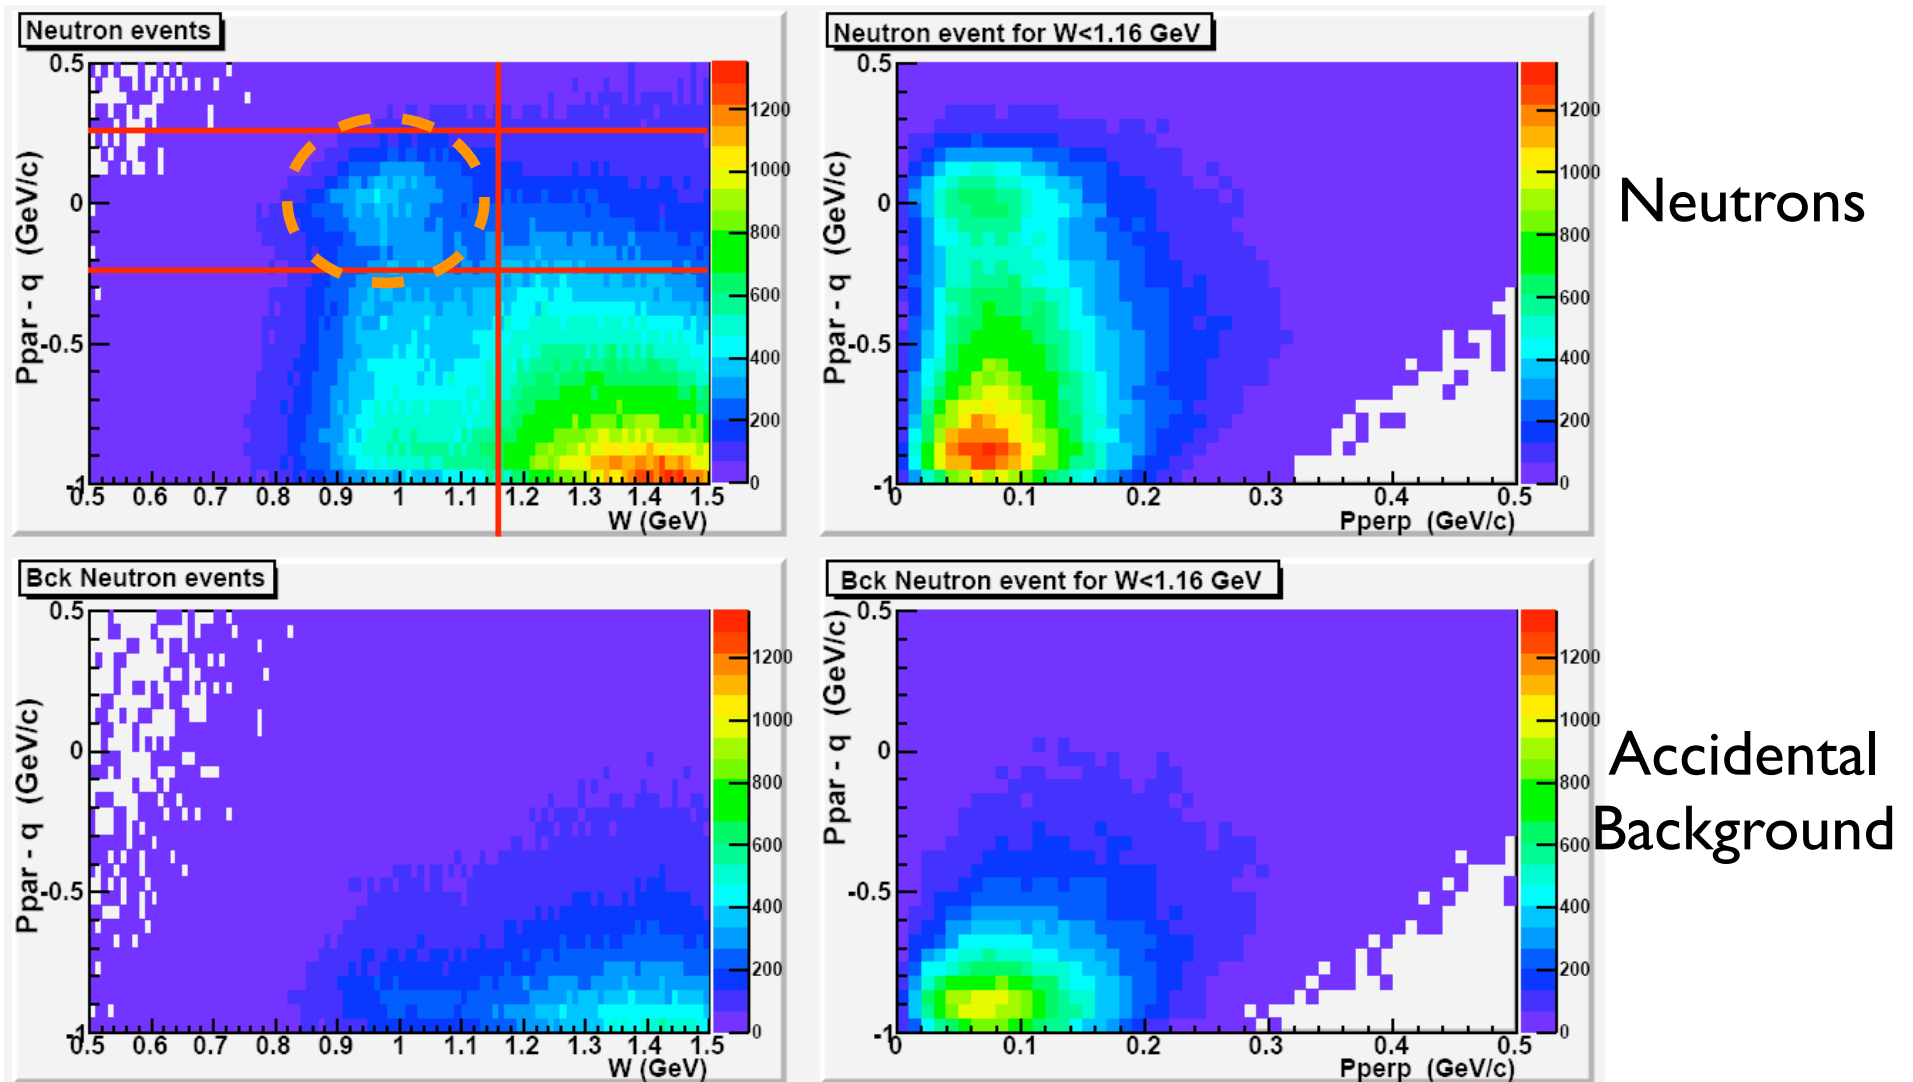 Neutron events
0.5
0
-0.5
-1
Ppar - q (GeV/c)
0.5 0.6 0.7 0.8 0.9 1 1.1 1.2 1.3 1.4 1.5
W (GeV)
1200
1000
800
600
400
200
0
Neutron event for W<1.16 GeV
0.5
0
-0.5
-1
Ppar - q (GeV/c)
0 0.1 0.2 0.3 0.4 0.5
Pperp (GeV/c)
1200
1000
800
600
400
200
0
Neutrons
Bck Neutron events
0.5
0
-0.5
-1
Ppar - q (GeV/c)
0.5 0.6 0.7 0.8 0.9 1 1.1 1.2 1.3 1.4 1.5
W (GeV)
1200
1000
800
600
400
200
0
Bck Neutron event for W<1.16 GeV
0.5
0
-0.5
-1
Ppar - q (GeV/c)
0 0.1 0.2 0.3 0.4 0.5
Pperp (GeV/c)
1200
1000
800
600
400
200
0
Accidental
Background